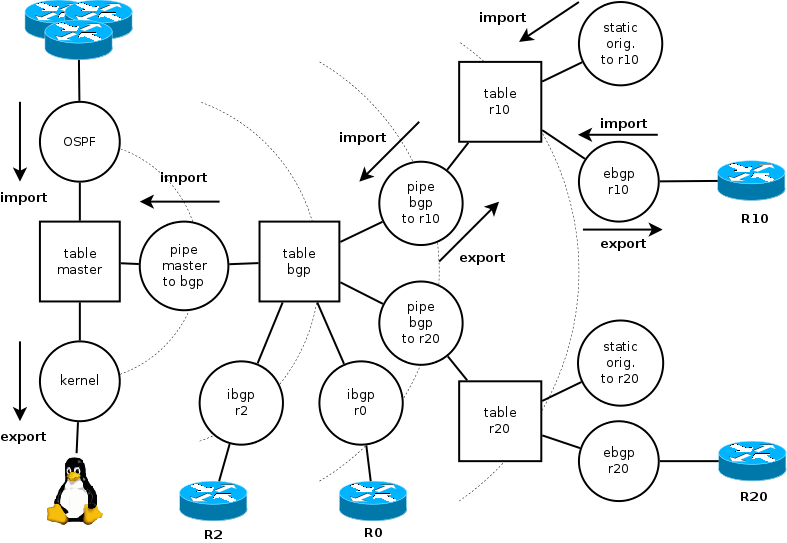 import
static
orig.
to r10
table
r10
import
import
OSPF
import
import
pipe
bgp
to r10
ebgp
r10
R10
export
table
master
pipe
master
to bgp
table
bgp
export
pipe
bgp
to r20
static
orig.
to r20
kernel
ibgp
r2
ibgp
r0
table
r20
export
ebgp
r20
R20
R2
R0